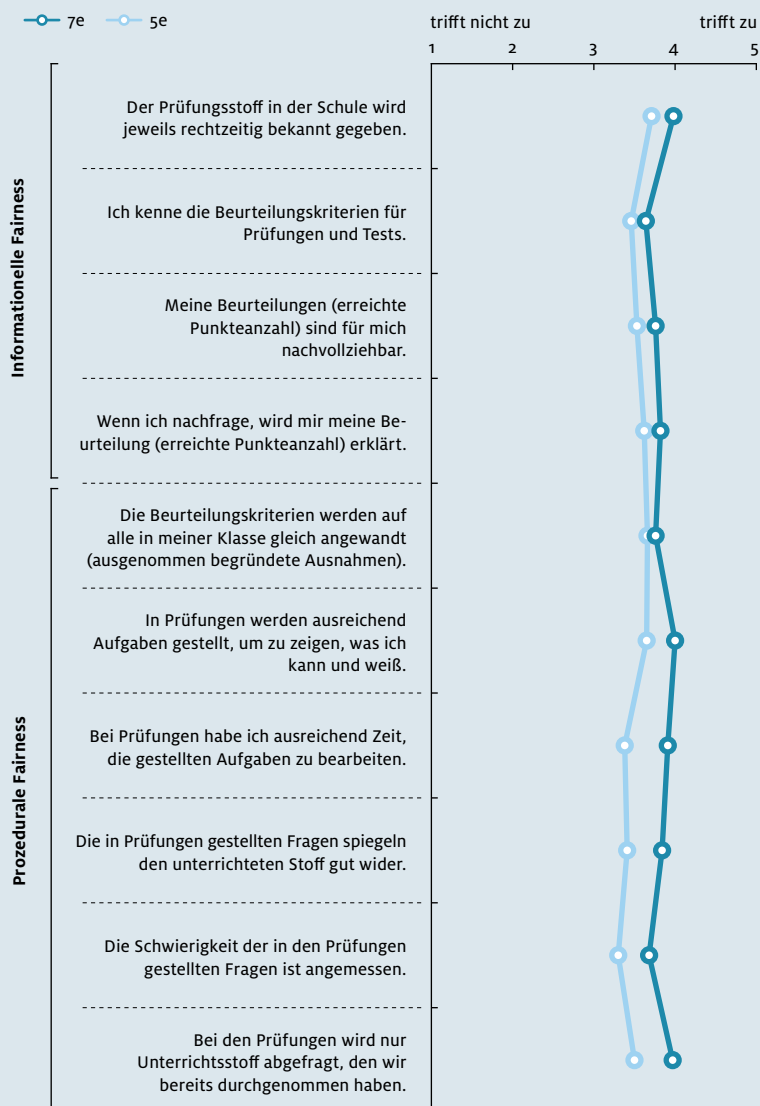 7e 5e
trifft nicht zu trifft zu
1 2 3 4 5
Informationelle Fairness
Der Prüfungsstoff in der Schule wird
jeweils rechtzeitig bekannt gegeben.
Ich kenne die Beurteilungskriterien für
Prüfungen und Tests.
Meine Beurteilungen (erreichte
Punkteanzahl) sind für mich
nachvollziehbar.
Wenn ich nachfrage, wird mir meine Be-
urteilung (erreichte Punkteanzahl) erklärt.
Prozedurale Fairness
Die Beurteilungskriterien werden auf
alle in meiner Klasse gleich angewandt
(ausgenommen begründete Ausnahmen).
In Prüfungen werden ausreichend
Aufgaben gestellt, um zu zeigen, was ich
kann und weiß.
Bei Prüfungen habe ich ausreichend Zeit,
die gestellten Aufgaben zu bearbeiten.
Die in Prüfungen gestellten Fragen spiegeln
den unterrichteten Stoff gut wider.
Die Schwierigkeit der in den Prüfungen
gestellten Fragen ist angemessen.
Bei den Prüfungen wird nur
Unterrichtsstoff abgefragt, den wir
bereits durchgenommen haben.